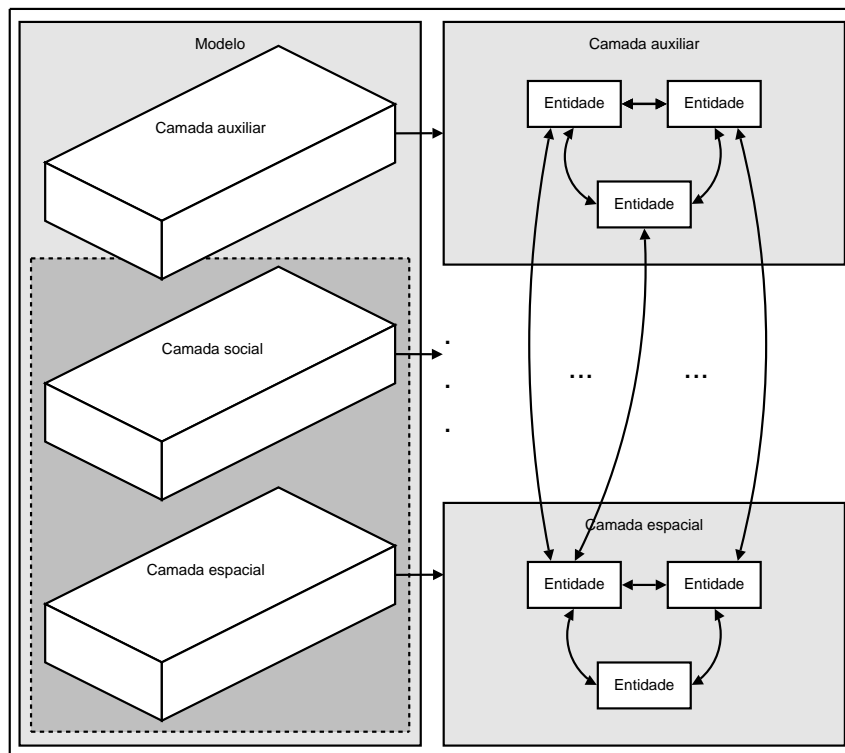 Modelo
Camada auxiliar
Camada social
Camada espacial
Camada auxiliar
Entidade
Entidade
Entidade
.
.
.
... ...
Camada espacial
Entidade
Entidade
Entidade